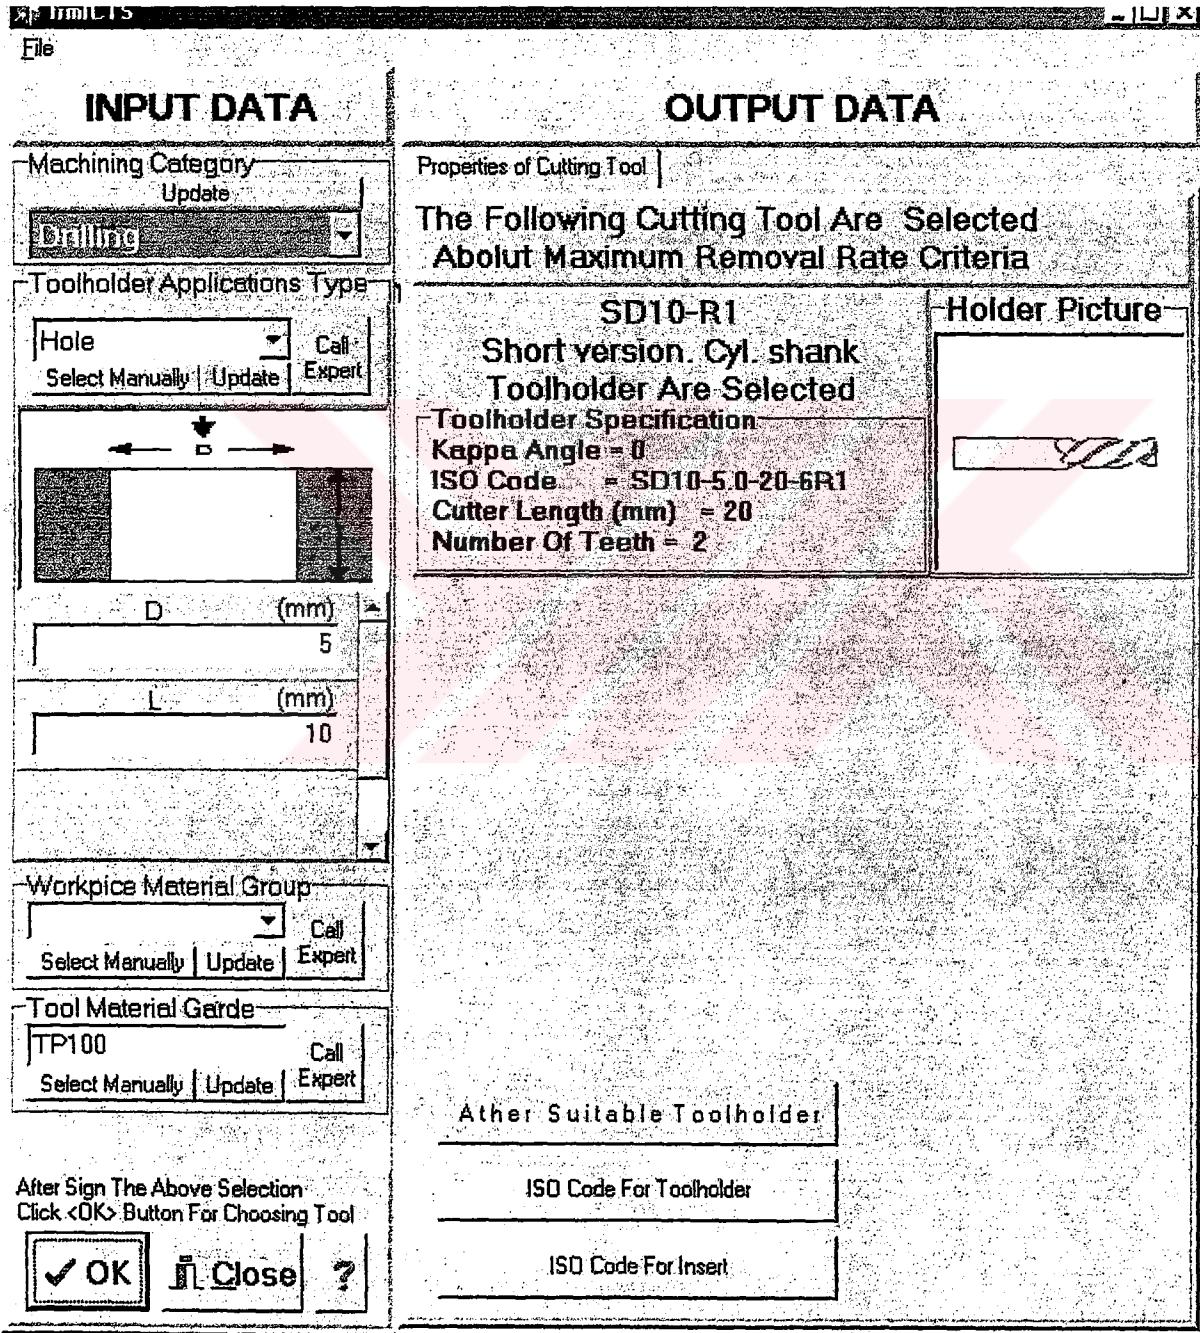 frmICTS
File
INPUT DATA
Machining Category
Update
Drilling
Toolholder Applications Type
Hole
Call
Expert
Select Manually
Update
D
D (mm)
5
L (mm)
10
Workpice Material Group
Call
Expert
Select Manually
Update
Tool Material Garde
TP100
Call
Expert
Select Manually
Update
After Sign The Above Selection
Click <OK> Button For Choosing Tool
OK
Close
?
OUTPUT DATA
Properties of Cutting Tool
The Following Cutting Tool Are Selected
Abolut Maximum Removal Rate Criteria
SD10-R1
Short version. Cyl. shank
Toolholder Are Selected
Toolholder Specification
Kappa Angle = 0
ISO Code = SD10-5.0-20-6R1
Cutter Length (mm) = 20
Number Of Teeth = 2
Holder Picture
Ather Suitable Toolholder
ISO Code For Toolholder
ISO Code For Insert